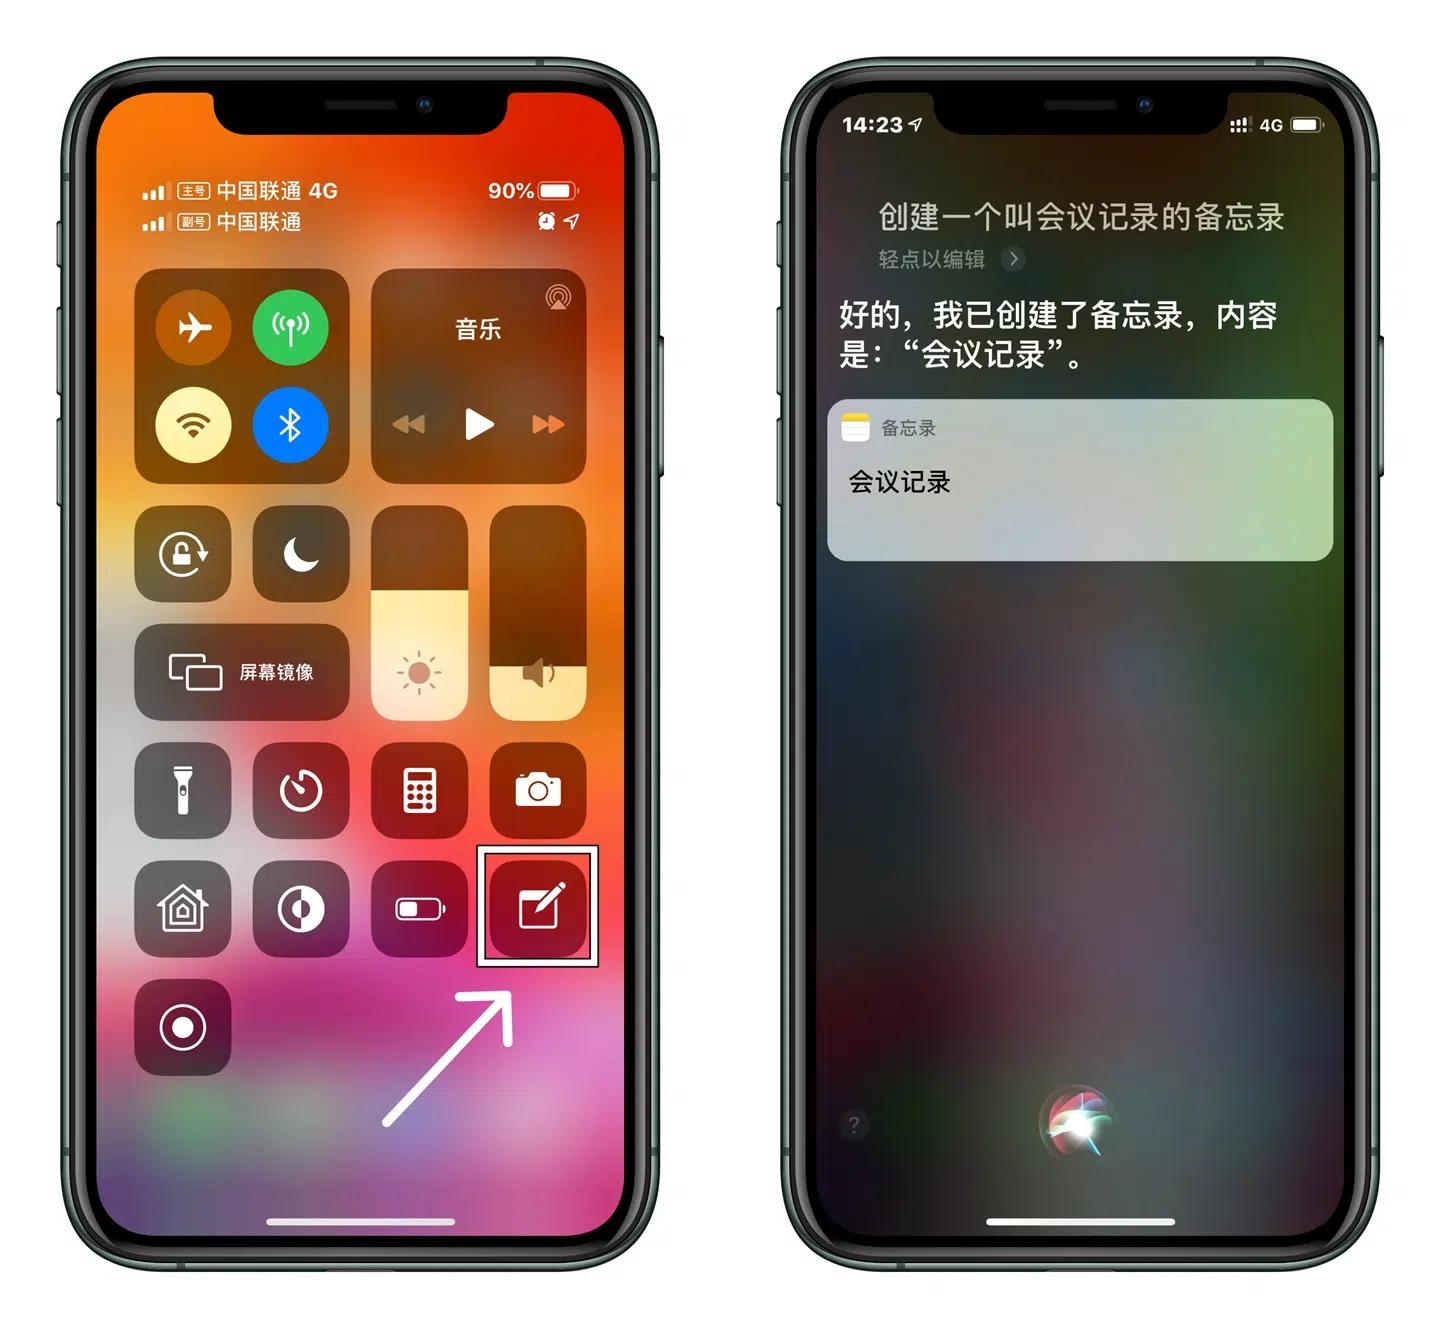 主号 中国联通 4G 90%
副号 中国联通
音乐
屏幕镜像
14:23 4G
创建一个叫会议记录的备忘录
轻点以编辑
好的，我已创建了备忘录，内容
是：“会议记录”。
备忘录
会议记录
?